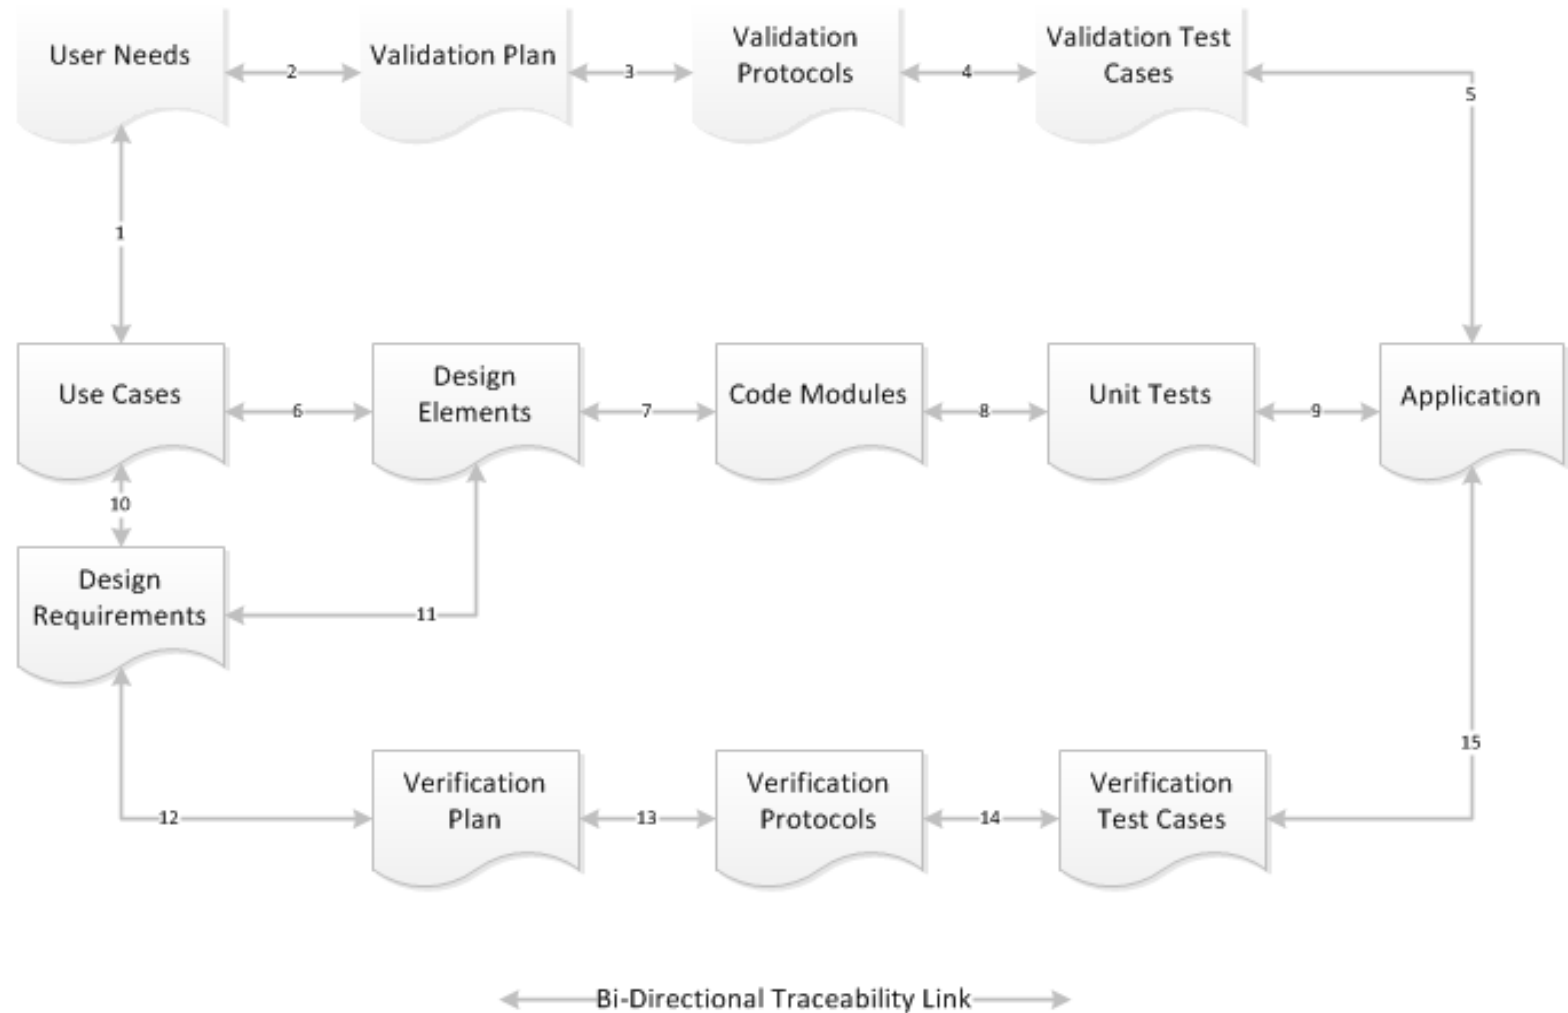 User Needs
2
Validation Plan
3
Validation
Protocols
4
Validation Test
Cases
5
1
Use Cases
6
Design
Elements
7
Code Modules
8
Unit Tests
9
Application
10
Design
Requirements
11
12
Verification
Plan
13
Verification
Protocols
14
Verification
Test Cases
15
Bi-Directional Traceability Link